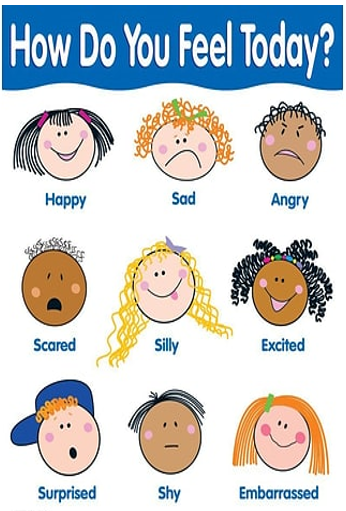 How Do You Feel Today?
Happy Sad Angry
Scared Silly Excited
Surprised Shy Embarrassed